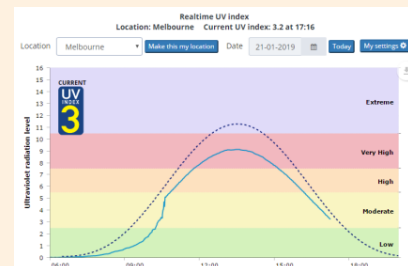 Realtime UV index
Location: Melbourne Current UV index: 3.2 at 17:16
Location Melbourne Make this my location Date 21-01-2019 Today My settings
CURRENT
UV
INDEX
3
Ultraviolet radiation level
16
15
14
13
12
11
10
9
8
7
6
5
4
3
2
1
0
Extreme
Very High
High
Moderate
Low
06:00 09:00 12:00 15:00 18:00